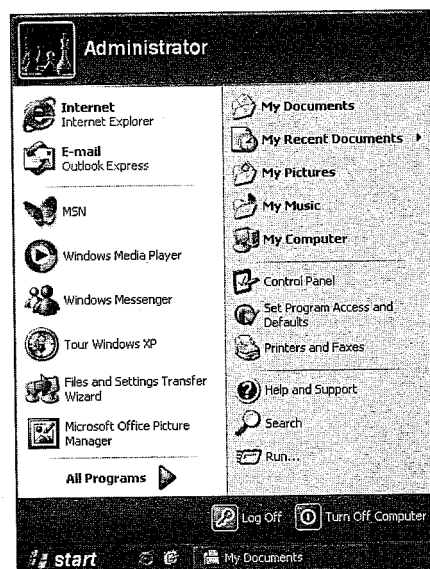 Administrator
Internet
Internet Explorer
E-mail
Outlook Express
MSN
Windows Media Player
Windows Messenger
Tour Windows XP
Files and Settings Transfer
Wizard
Microsoft Office Picture
Manager
All Programs
My Documents
My Recent Documents
My Pictures
My Music
My Computer
Control Panel
Set Program Access and
Defaults
Printers and Faxes
Help and Support
Search
Run...
Log Off
Turn Off Computer
start
My Documents